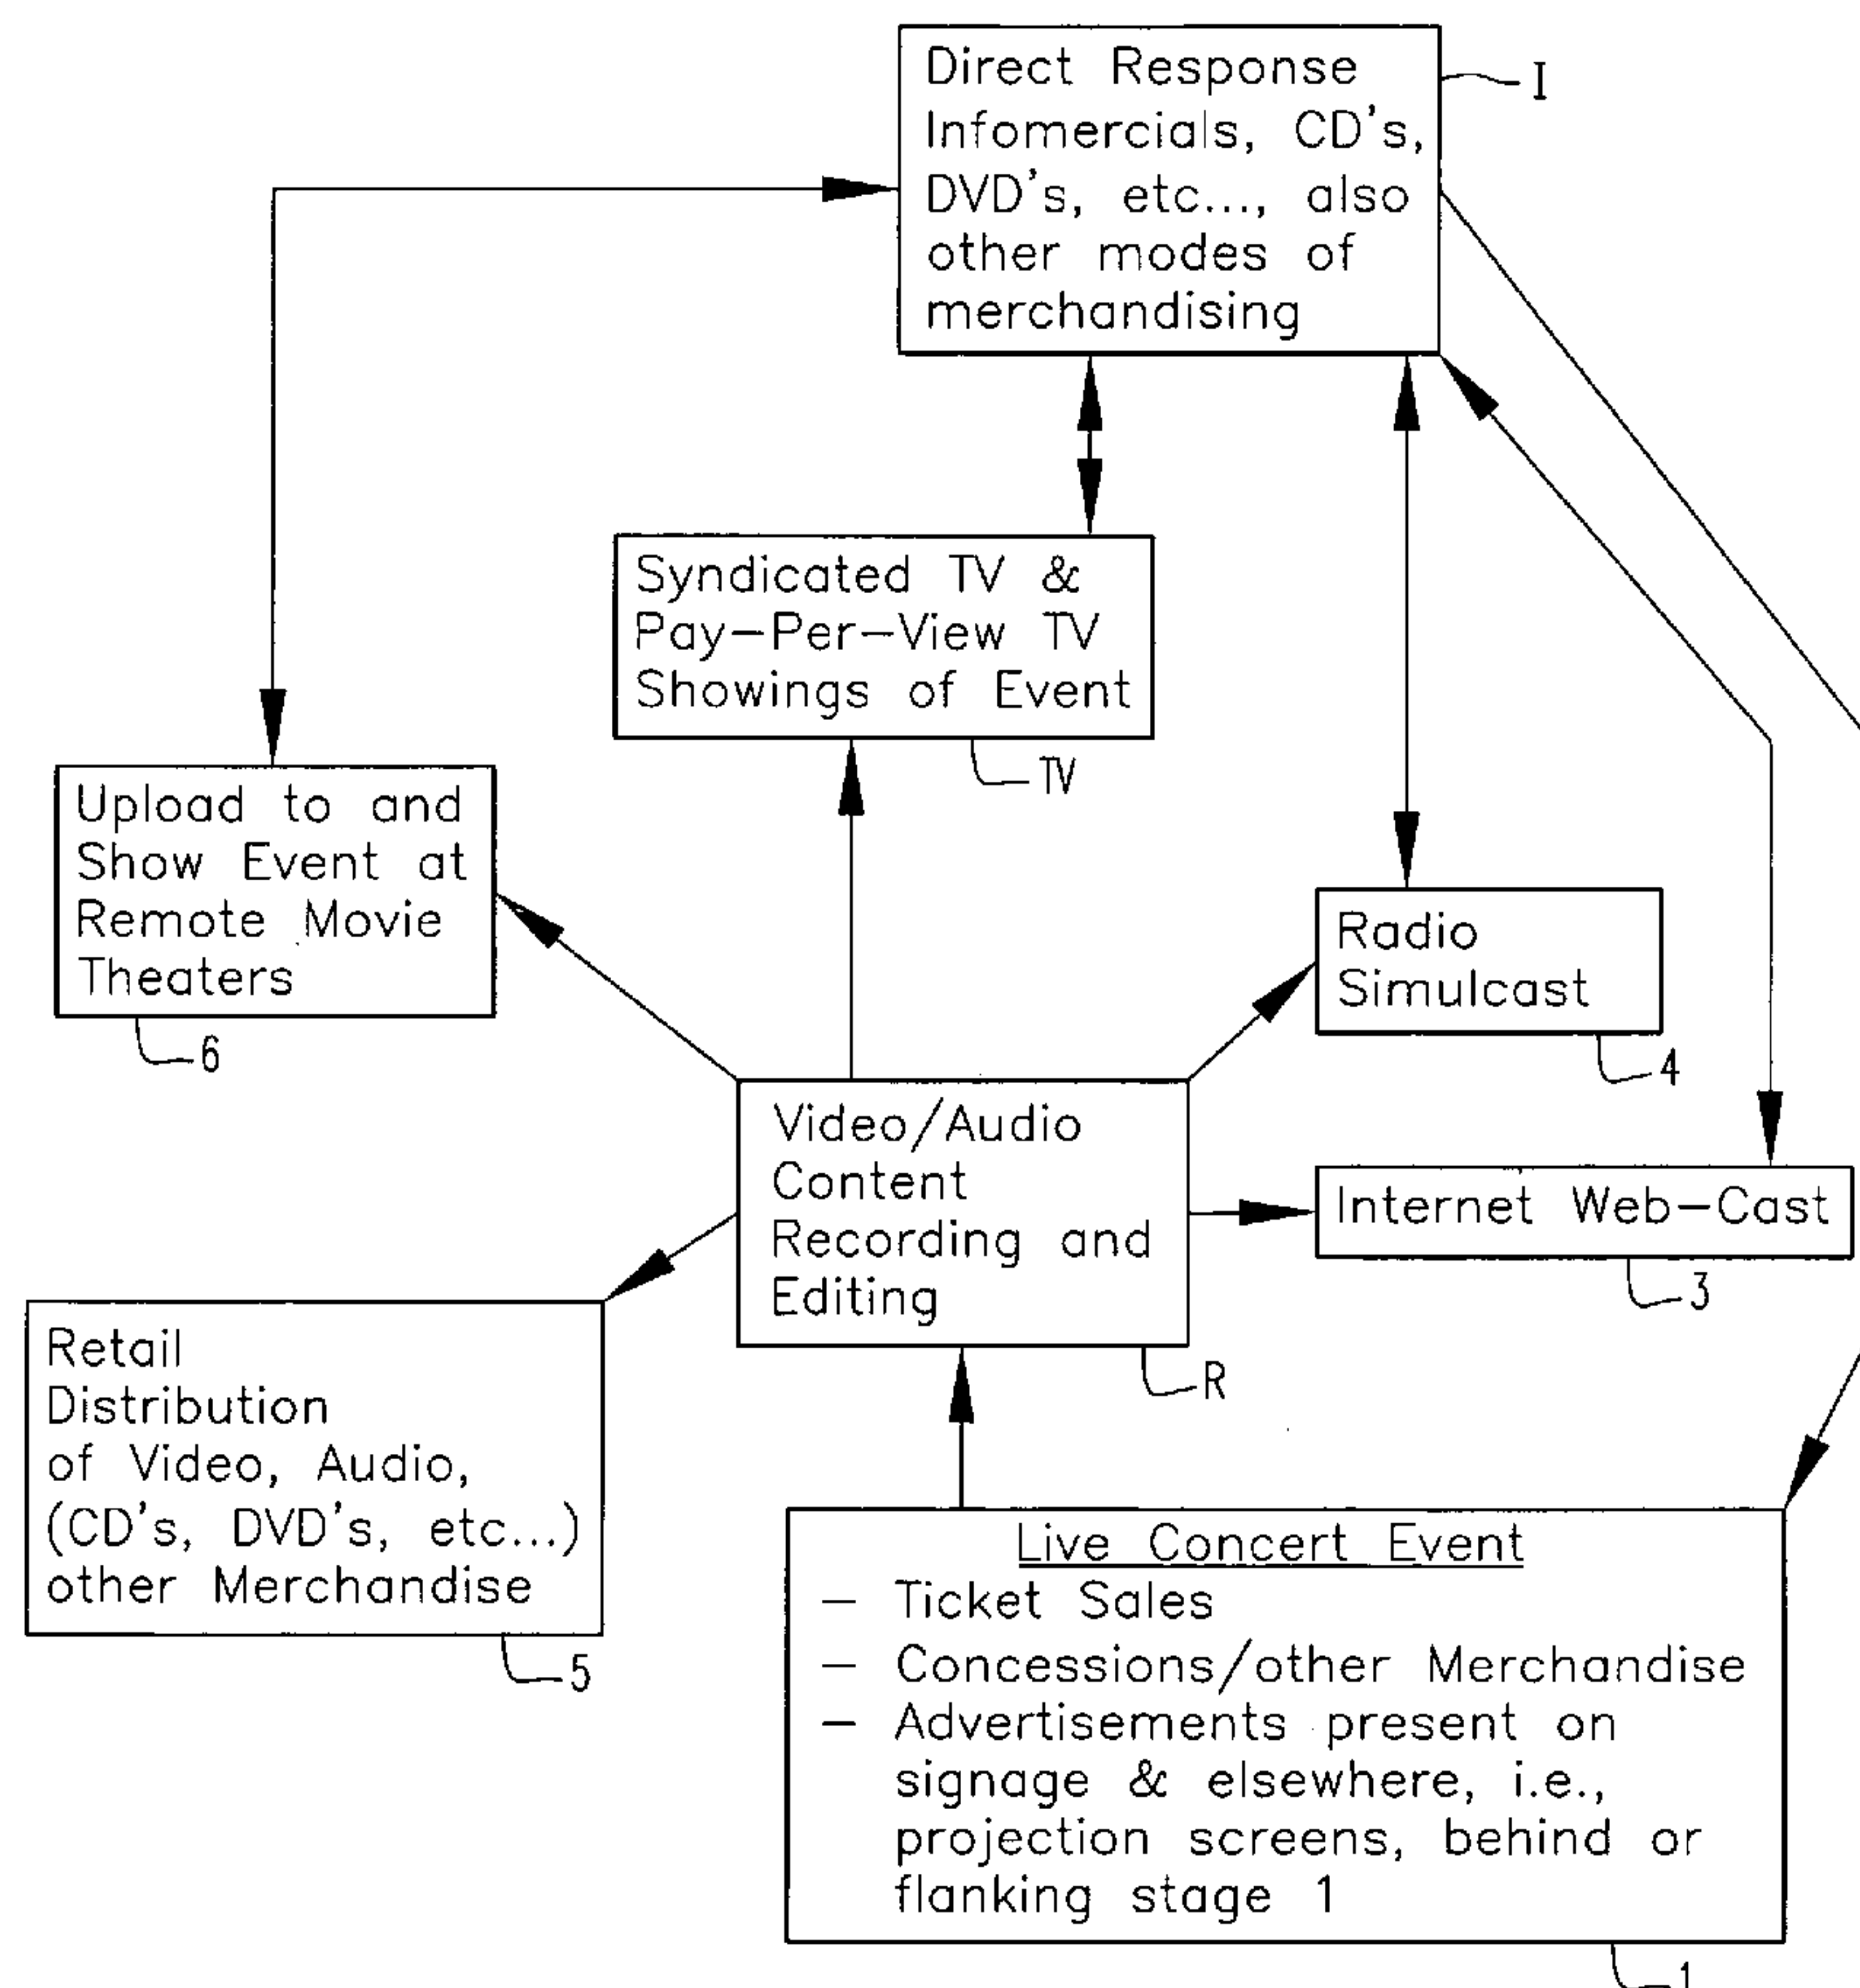 Direct Response
Infomercials, CD's,
DVD's, etc..., also
other modes of
merchandising
I
Syndicated TV &
Pay-Per-View TV
Showings of Event
TV
Upload to and
Show Event at
Remote Movie
Theaters
6
Radio
Simulcast
4
Video/Audio
Content
Recording and
Editing
R
Internet Web-Cast
3
Retail
Distribution
of Video, Audio,
(CD's, DVD's, etc...)
other Merchandise
5
Live Concert Event
– Ticket Sales
– Concessions/other Merchandise
– Advertisements present on
signage & elsewhere, i.e.,
projection screens, behind or
flanking stage 1
1